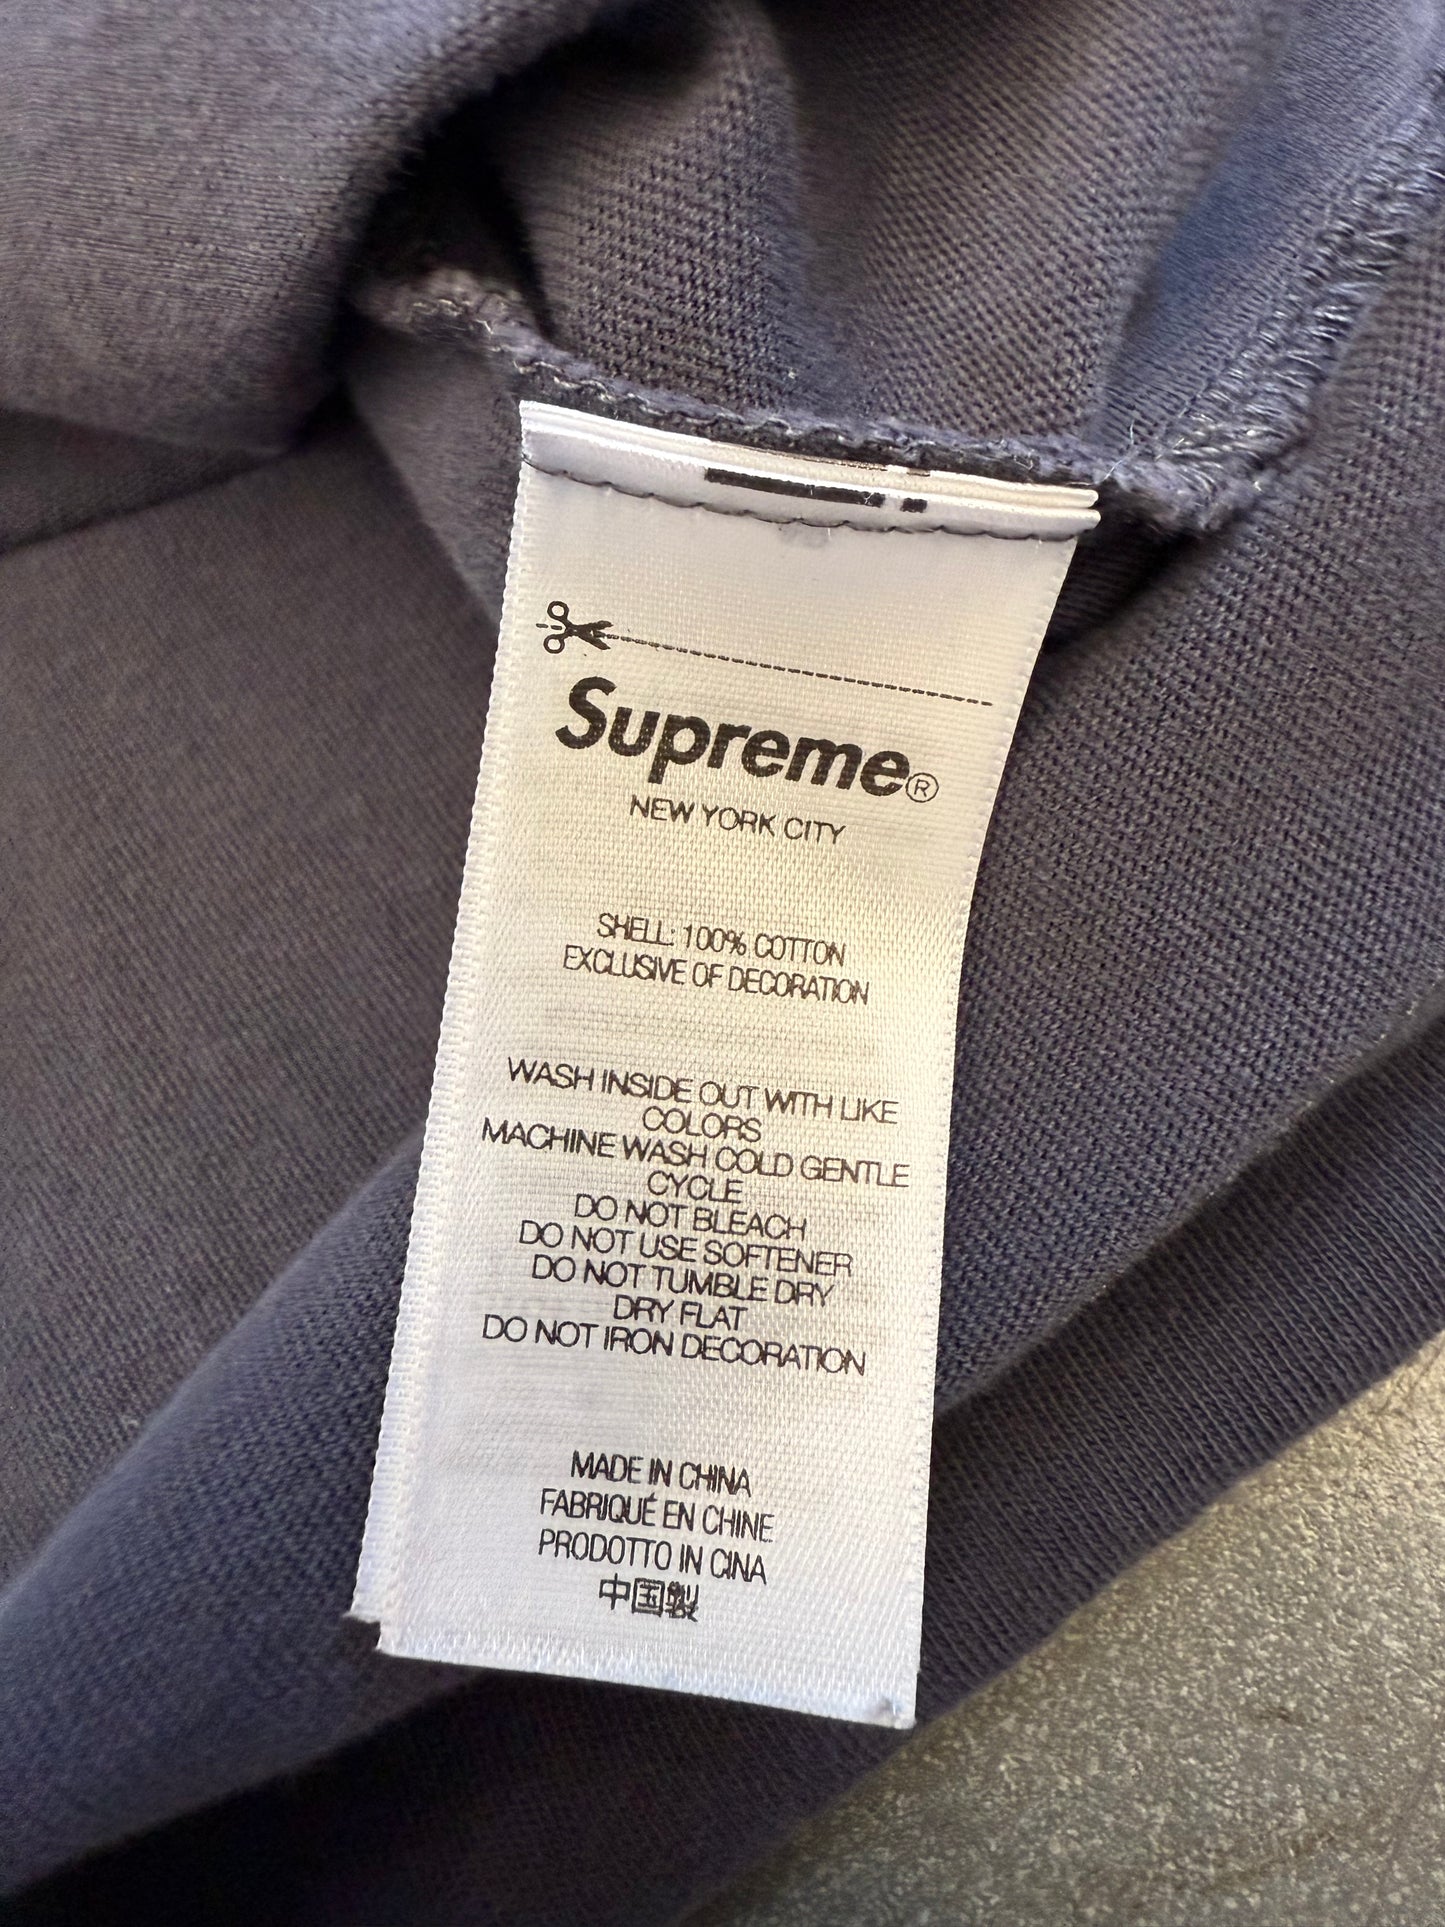 Supreme®
NEW YORK CITY
SHELL: 100% COTTON
EXCLUSIVE OF DECORATION
WASH INSIDE OUT WITH LIKE
COLORS
MACHINE WASH COLD GENTLE
CYCLE
DO NOT BLEACH
DO NOT USE SOFTENER
DO NOT TUMBLE DRY
DRY FLAT
DO NOT IRON DECORATION
MADE IN CHINA
FABRIQUÉ EN CHINE
PRODOTTO IN CINA
中国製